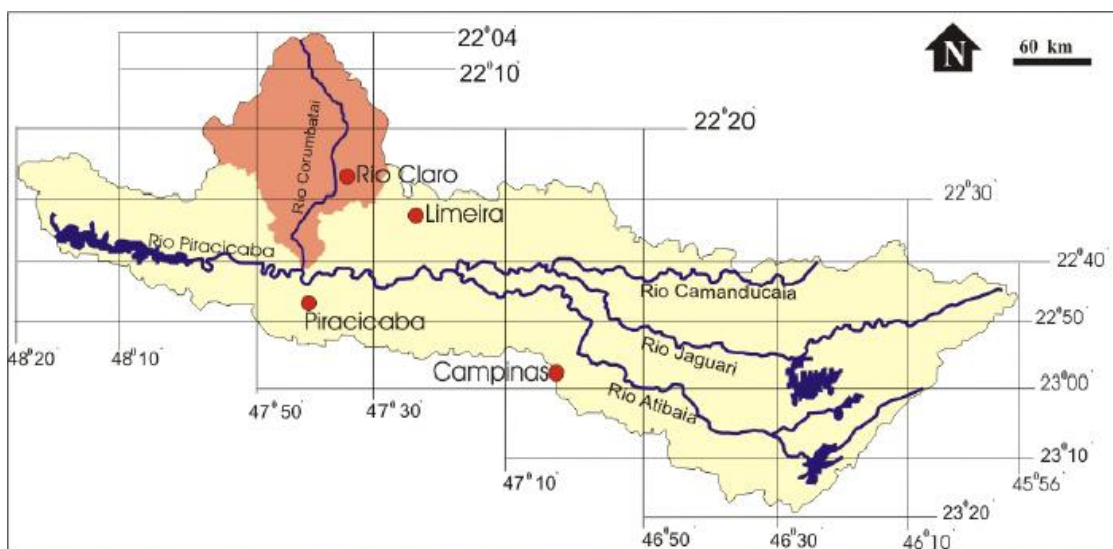 22°04'
22°10'
N
60 km
22°20'
Rio Corumbatai
Rio Claro
22°30'
Limeira
Rio Piracicaba
22°40'
Rio Camanducaia
Piracicaba
22°50'
48°20'
48°10'
Rio Jaguari
Campinas
23°00'
47°50'
47°30'
Rio Atibaia
23°10'
47°10'
45°56'
23°20'
46°50'
46°30'
46°10'